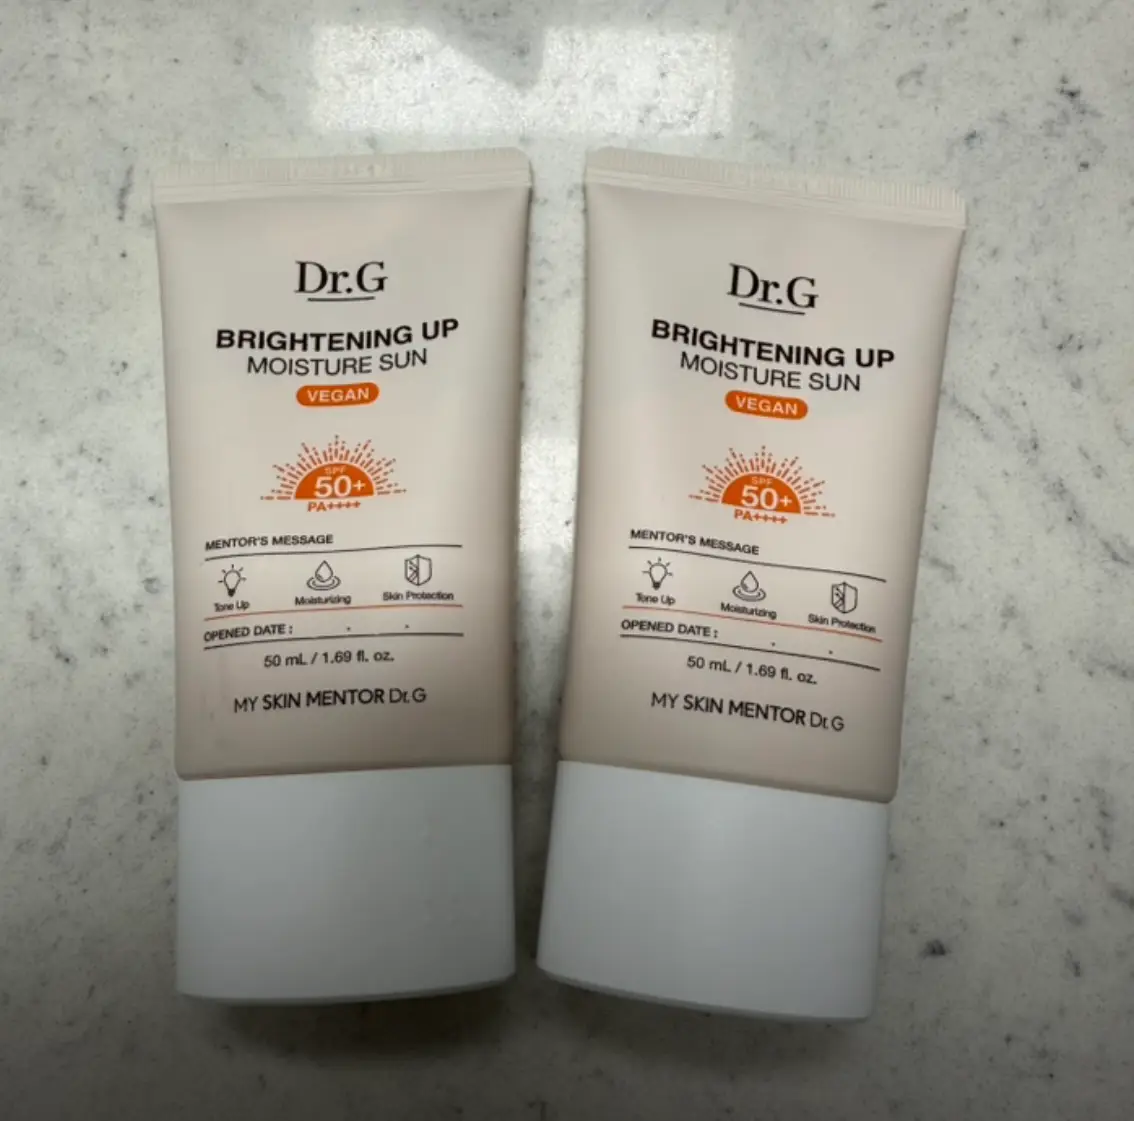 Dr.G
BRIGHTENING UP
MOISTURE SUN
VEGAN
SPF
50+
PA++++
MENTOR'S MESSAGE
Tone Up
Moisturizing
Skin Protection
OPENED DATE : . .
50 mL / 1.69 fl. oz.
MY SKIN MENTOR Dr.G
Dr.G
BRIGHTENING UP
MOISTURE SUN
VEGAN
SPF
50+
PA++++
MENTOR'S MESSAGE
Tone Up
Moisturizing
Skin Protection
OPENED DATE : . .
50 mL / 1.69 fl. oz.
MY SKIN MENTOR Dr.G